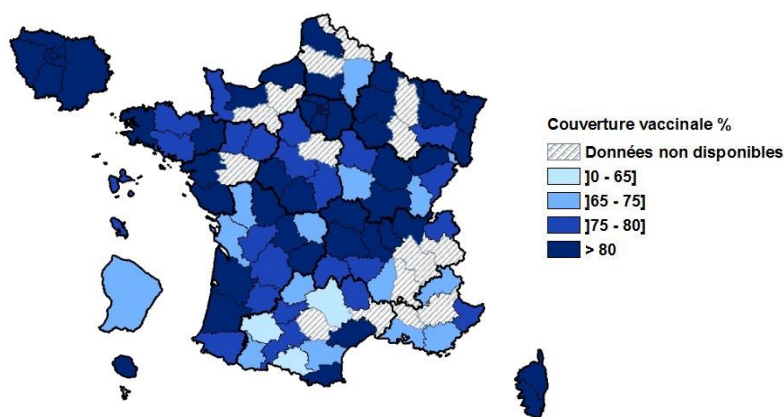 Couverture vaccinale %
Données non disponibles
]0 - 65]
]65 - 75]
]75 - 80]
> 80